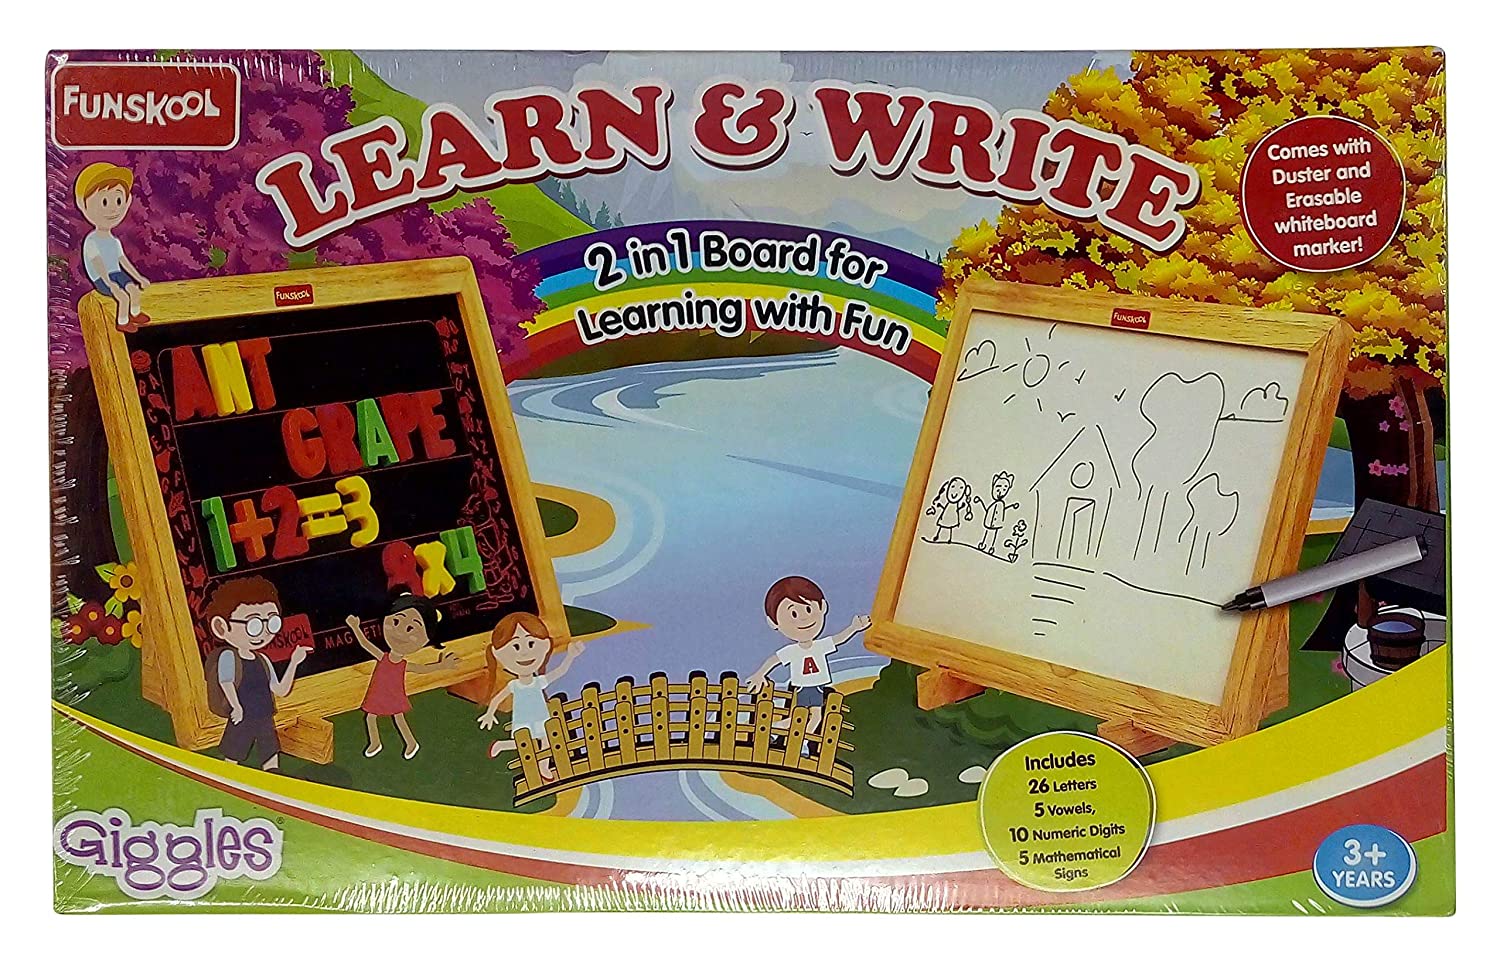 FUNSKOOL
LEARN & WRITE
2 in 1 Board for
Learning with Fun
Comes with
Duster and
Erasable
whiteboard
marker!
FUNSKOOL
ANT
GRAPE
1+2=3
8x4
FUNSKOOL
FUNSKOOL
A
Includes
26 Letters
5 Vowels,
10 Numeric Digits
5 Mathematical
Signs
Giggles®
3+
YEARS